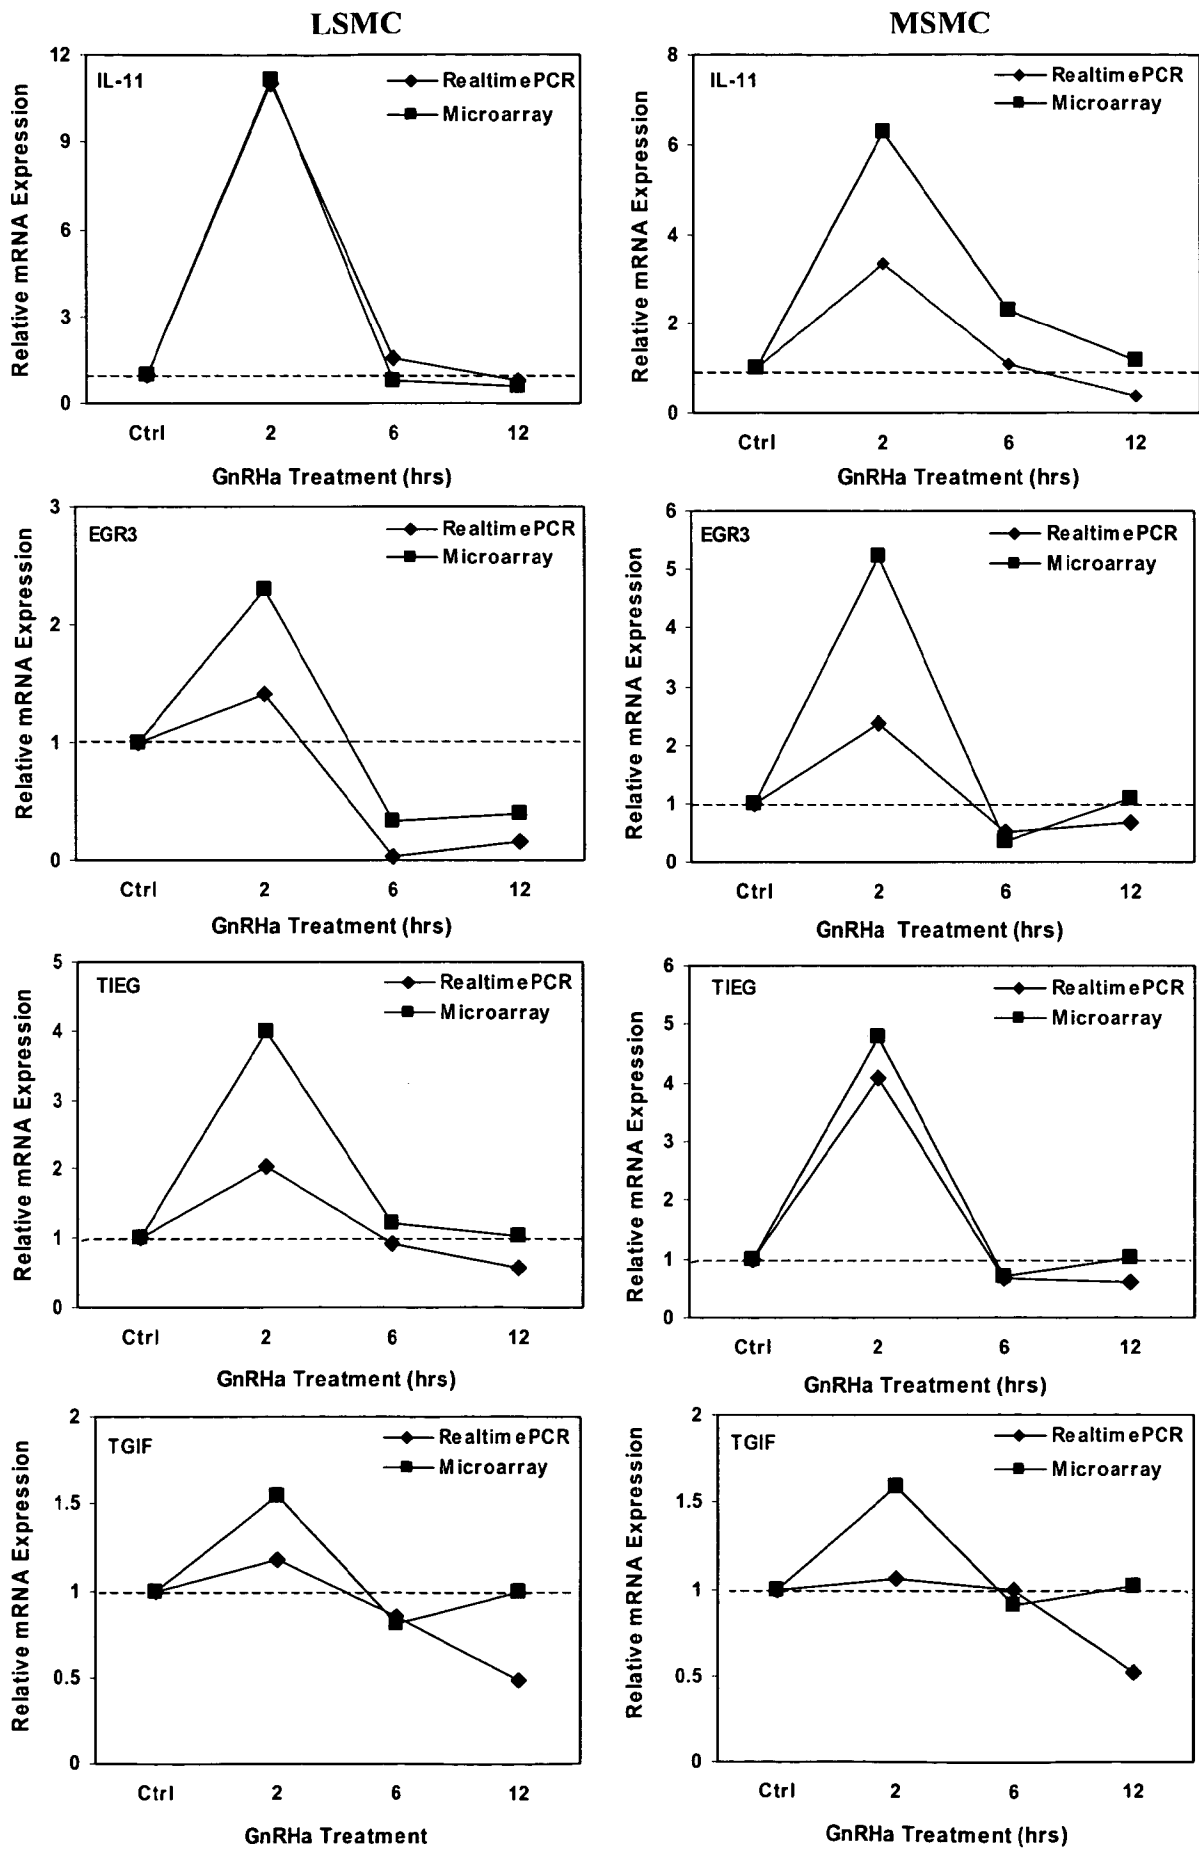 LSMC
MSMC
IL-11
RealtimePCR
Microarray
Relative mRNA Expression
12
9
6
3
0
Ctrl 2 6 12
GnRHa Treatment (hrs)
IL-11
RealtimePCR
Microarray
Relative mRNA Expression
8
6
4
2
0
Ctrl 2 6 12
GnRHa Treatment (hrs)
EGR3
RealtimePCR
Microarray
Relative mRNA Expression
3
2
1
0
Ctrl 2 6 12
GnRHa Treatment (hrs)
EGR3
RealtimePCR
Microarray
Relative mRNA Expression
6
5
4
3
2
1
0
Ctrl 2 6 12
GnRHa Treatment (hrs)
TIEG
RealtimePCR
Microarray
Relative mRNA Expression
5
4
3
2
1
0
Ctrl 2 6 12
GnRHa Treatment (hrs)
TIEG
RealtimePCR
Microarray
Relative mRNA Expression
6
5
4
3
2
1
0
Ctrl 2 6 12
GnRHa Treatment (hrs)
TGIF
RealtimePCR
Microarray
Relative mRNA Expression
2
1.5
1
0.5
0
Ctrl 2 6 12
GnRHa Treatment
TGIF
RealtimePCR
Microarray
Relative mRNA Expression
2
1.5
1
0.5
0
Ctrl 2 6 12
GnRHa Treatment (hrs)